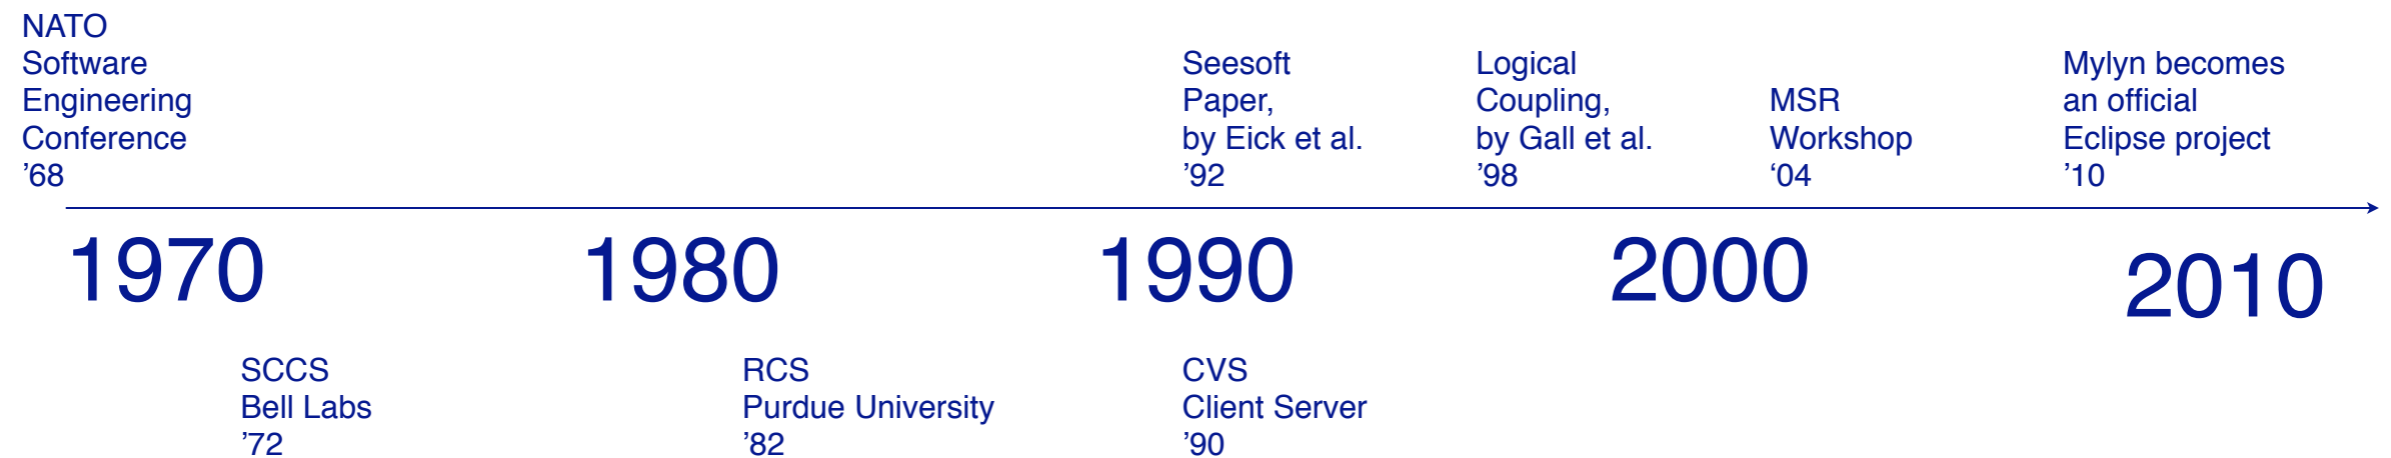 NATO
Software
Engineering
Conference
’68
Seesoft
Paper,
by Eick et al.
’92
Logical
Coupling,
by Gall et al.
’98
MSR
Workshop
‘04
Mylyn becomes
an official
Eclipse project
’10
1970
1980
1990
2000
2010
SCCS
Bell Labs
’72
RCS
Purdue University
’82
CVS
Client Server
’90